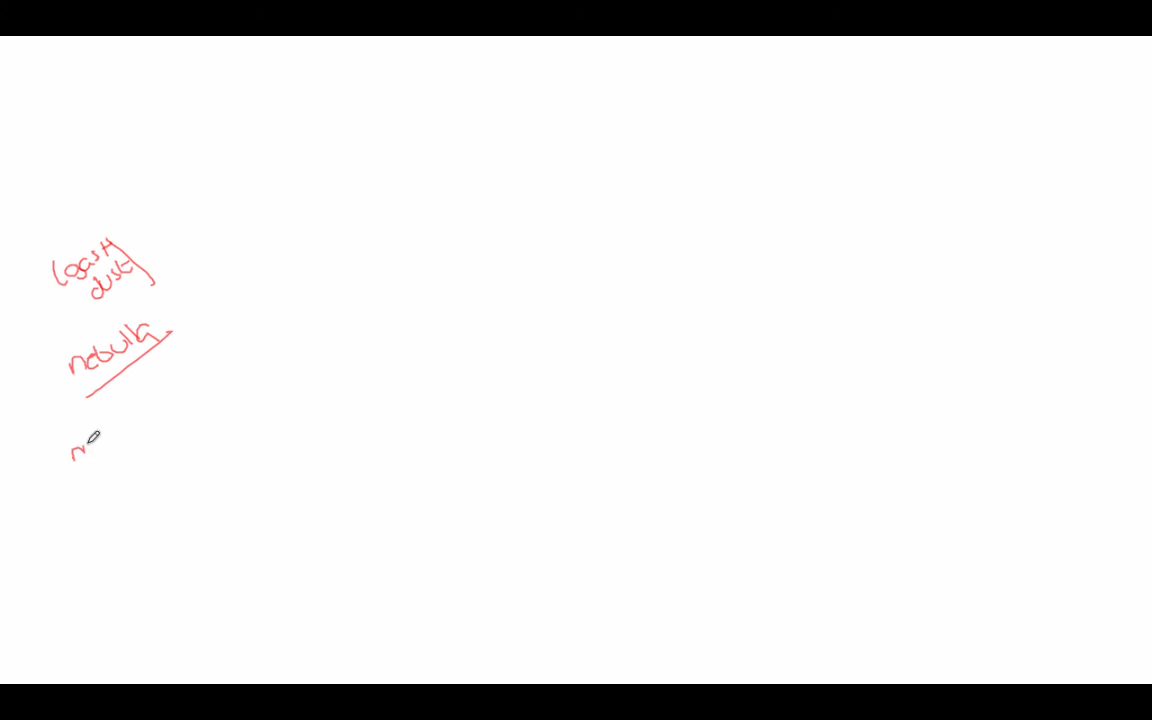 (gas +
dust)
nebula